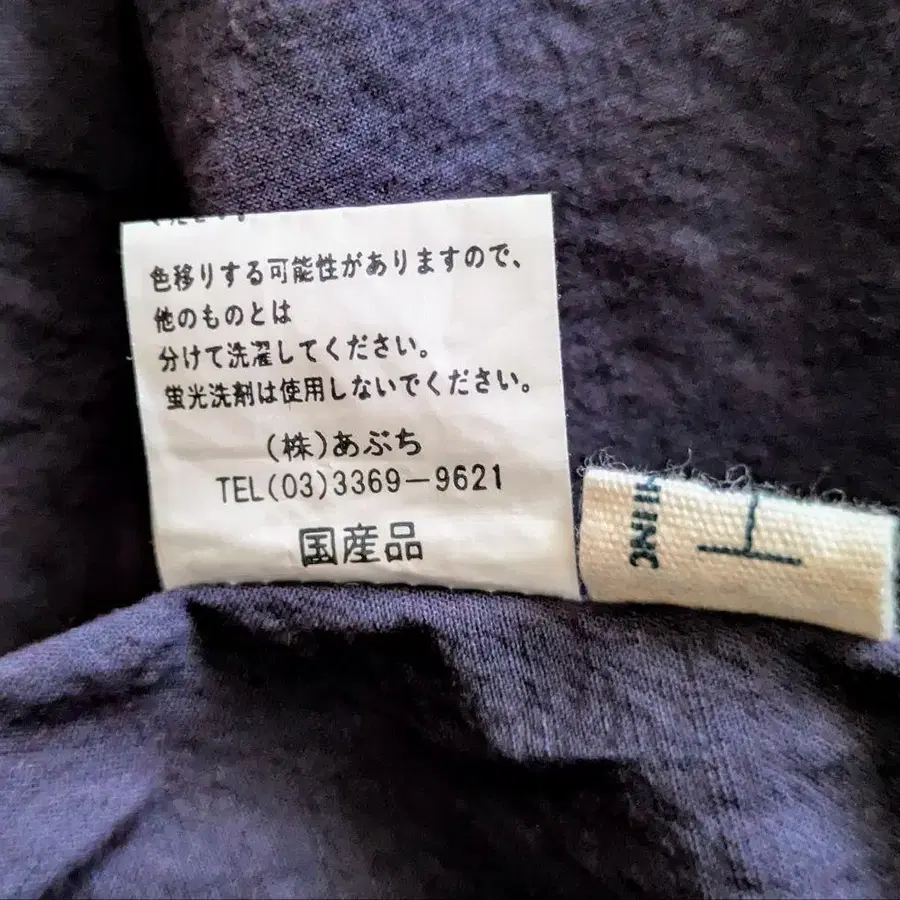 色移りする可能性がありますので、
他のものとは
分けて洗濯してください。
蛍光洗剤は使用しないでください。
(株)あぶち
TEL(03)3369-9621
国産品